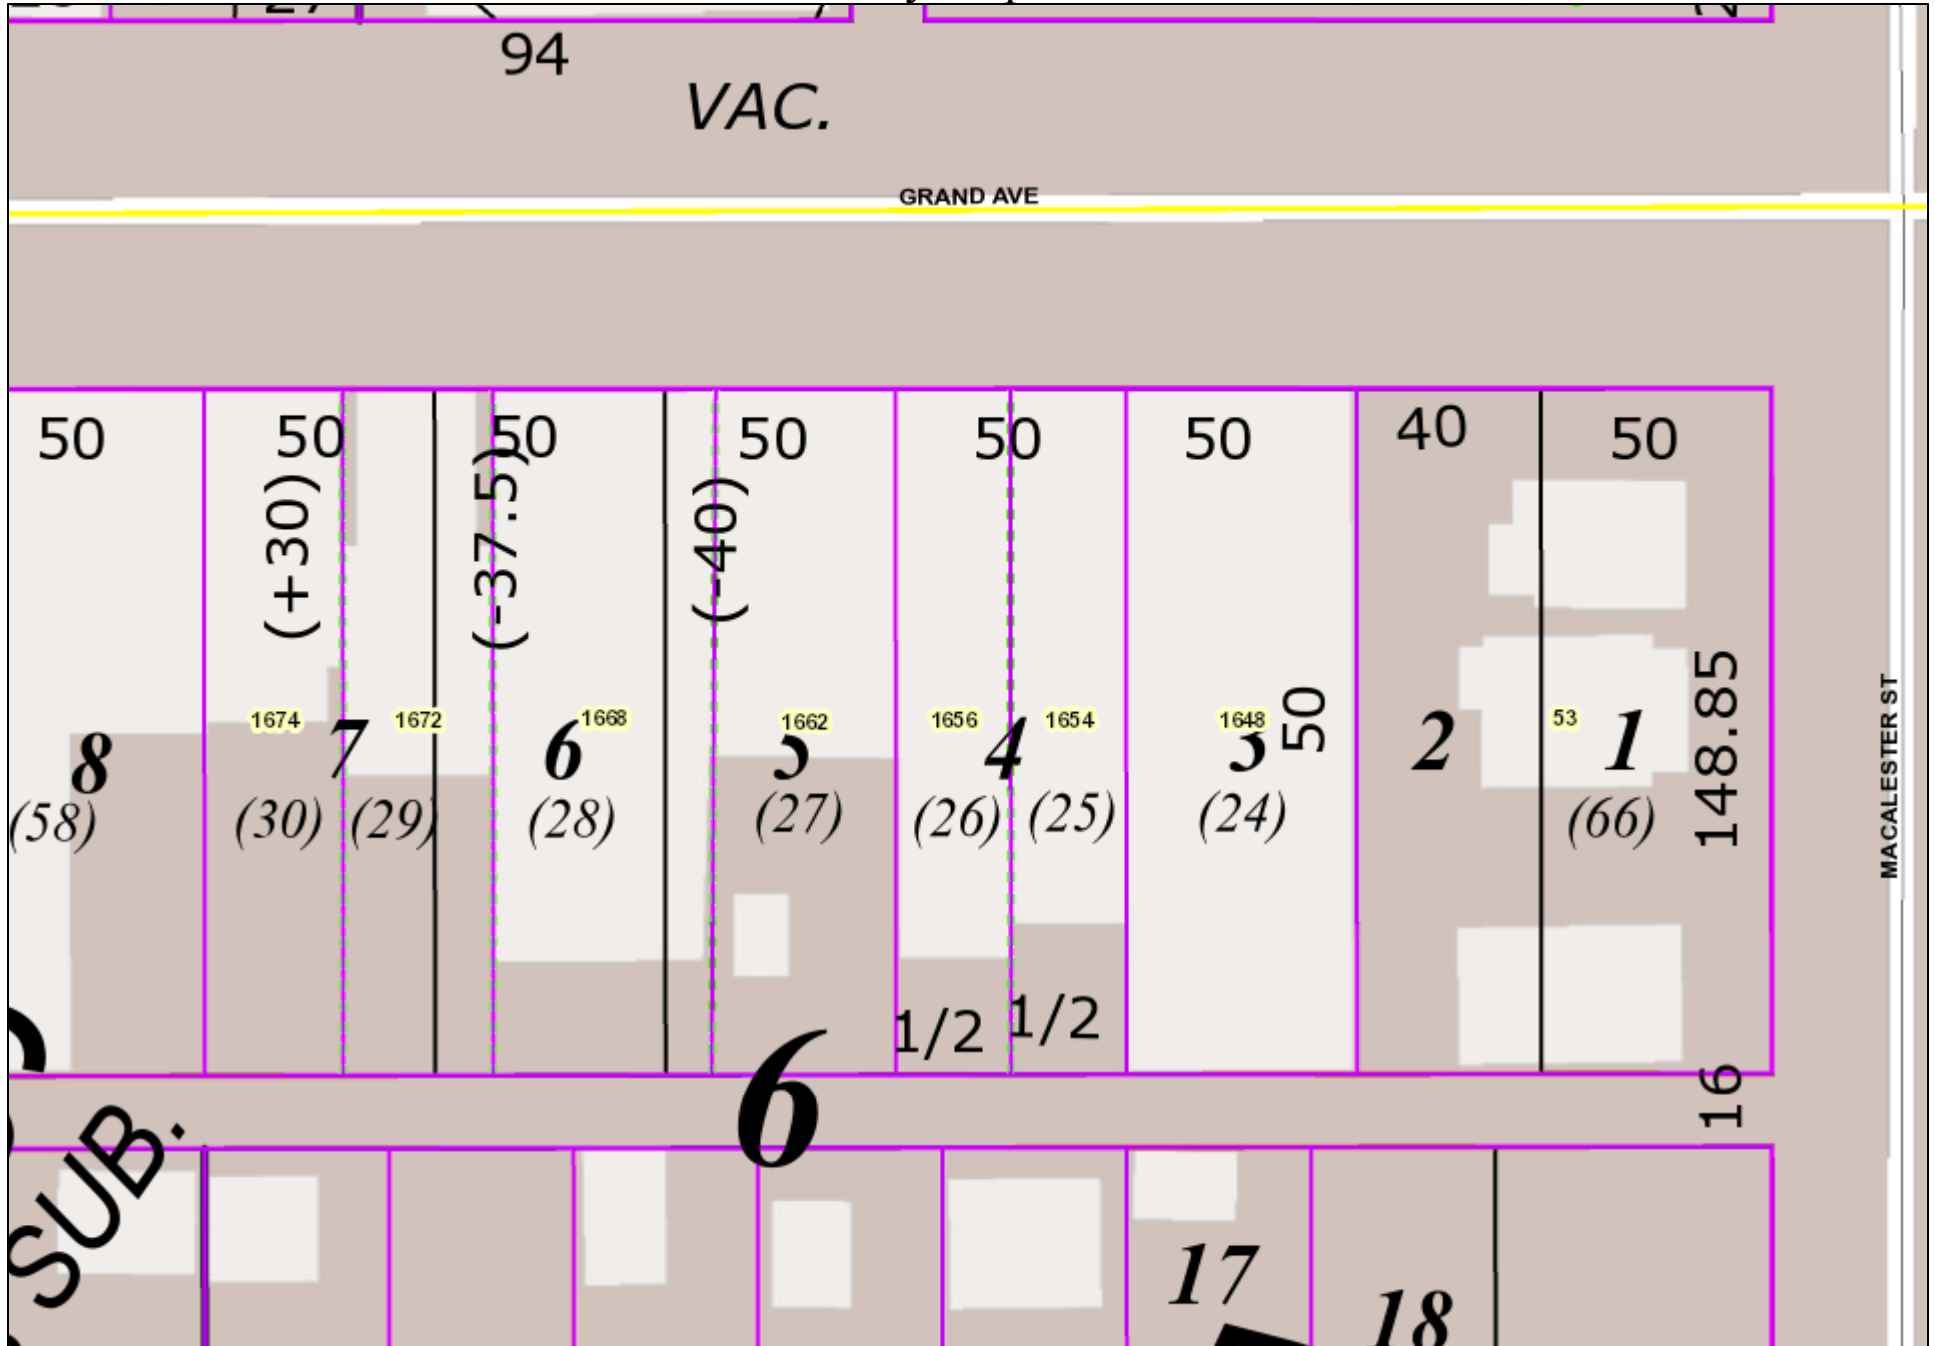 27
94
VAC.
GRAND AVE
50 50 50 50 50 50 40 50
(+30)
(-37.5)
(-40)
50
148.85
MACALESTER ST
1674 1672 1668 1662 1656 1654 1648 53
8 7 6 5 4 3 2 1
(58) (30) (29) (28) (27) (26) (25) (24) (66)
1/2 1/2
6
16
SUB.
17
18